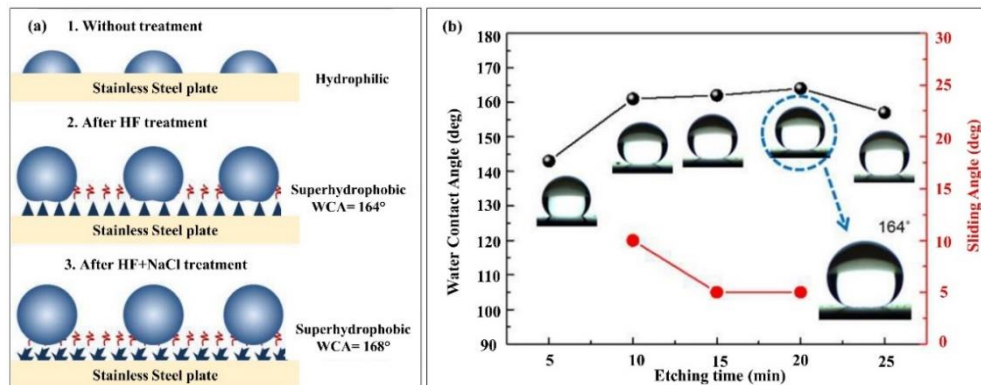 (a)
1. Without treatment
Hydrophilic
Stainless Steel plate
2. After HF treatment
Superhydrophobic
WCA= 164°
Stainless Steel plate
3. After HF+NaCl treatment
Superhydrophobic
WCA= 168°
Stainless Steel plate
(b)
180
170
160
150
140
130
120
110
100
90
Water Contact Angle (deg)
30
25
20
15
10
5
0
Sliding Angle (deg)
164°
5 10 15 20 25
Etching time (min)